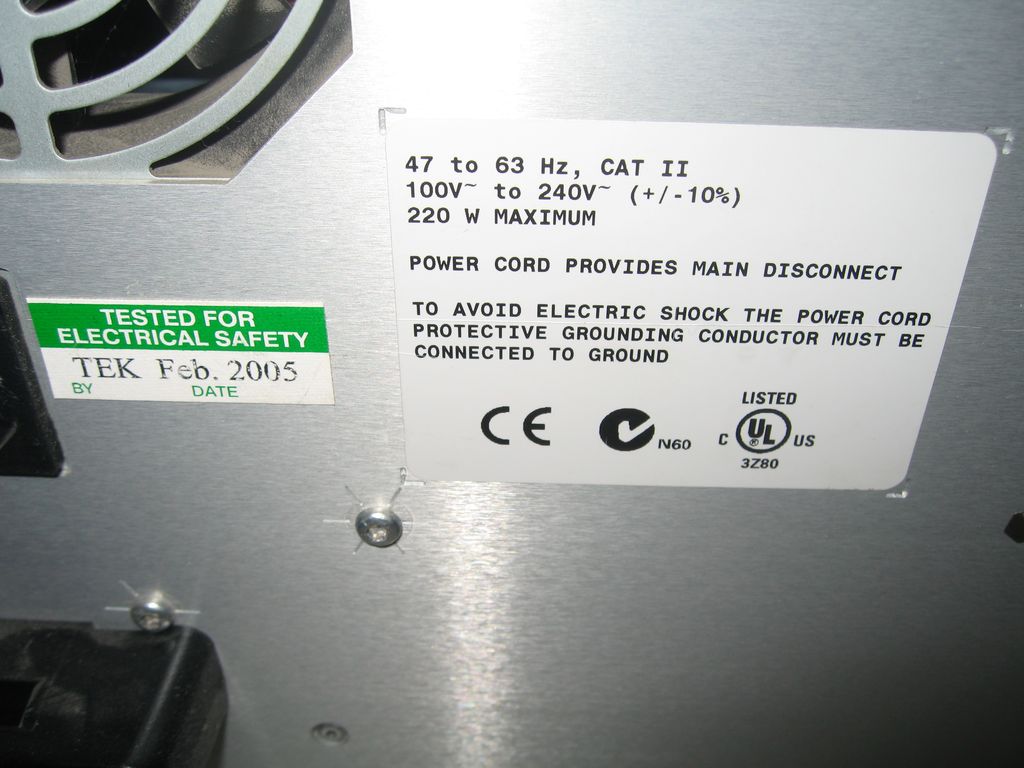 47 to 63 Hz, CAT II
100V~ to 240V~ (+/-10%)
220 W MAXIMUM
POWER CORD PROVIDES MAIN DISCONNECT
TO AVOID ELECTRIC SHOCK THE POWER CORD
PROTECTIVE GROUNDING CONDUCTOR MUST BE
CONNECTED TO GROUND
TESTED FOR
ELECTRICAL SAFETY
TEK Feb. 2005
BY DATE
CE
N60
LISTED
C UL ® US
3Z80